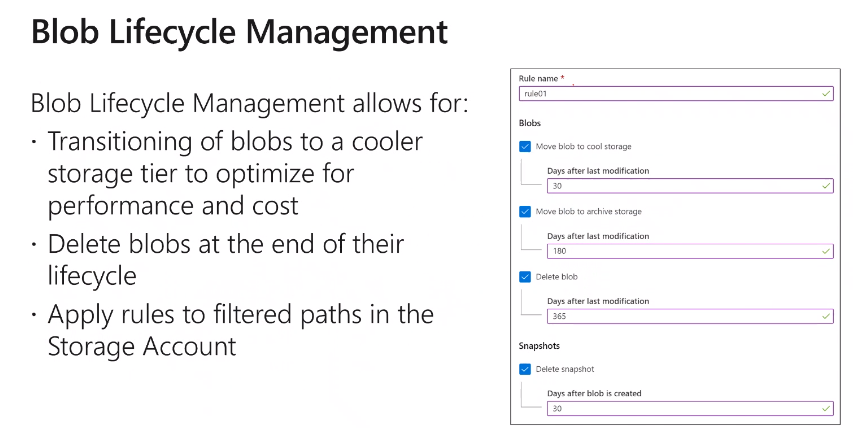 Blob Lifecycle Management
Blob Lifecycle Management allows for:
· Transitioning of blobs to a cooler
storage tier to optimize for
performance and cost
· Delete blobs at the end of their
lifecycle
· Apply rules to filtered paths in the
Storage Account
Rule name *
rule01
Blobs
Move blob to cool storage
Days after last modification
30
Move blob to archive storage
Days after last modification
180
Delete blob
Days after last modification
365
Snapshots
Delete snapshot
Days after blob is created
30